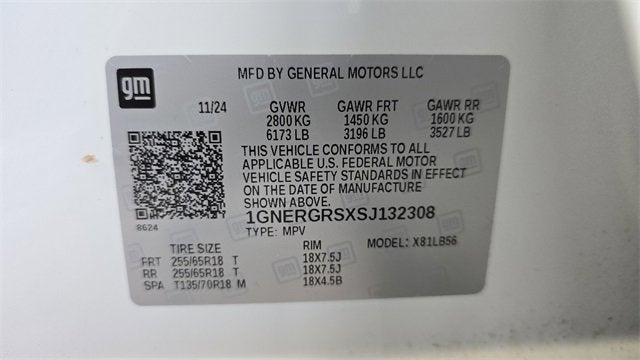 gm
MFD BY GENERAL MOTORS LLC
11/24 GVWR GAWR FRT GAWR RR
2800 KG 1450 KG 1600 KG
6173 LB 3196 LB 3527 LB
THIS VEHICLE CONFORMS TO ALL
APPLICABLE U.S. FEDERAL MOTOR
VEHICLE SAFETY STANDARDS IN EFFECT
ON THE DATE OF MANUFACTURE
SHOWN ABOVE.
8624 1GNERGRSXSJ132308
TYPE: MPV MODEL: X81LB56
TIRE SIZE RIM
FRT 255/65R18 T 18X7.5J
RR 255/65R18 T 18X7.5J
SPA T135/70R18 M 18X4.5B